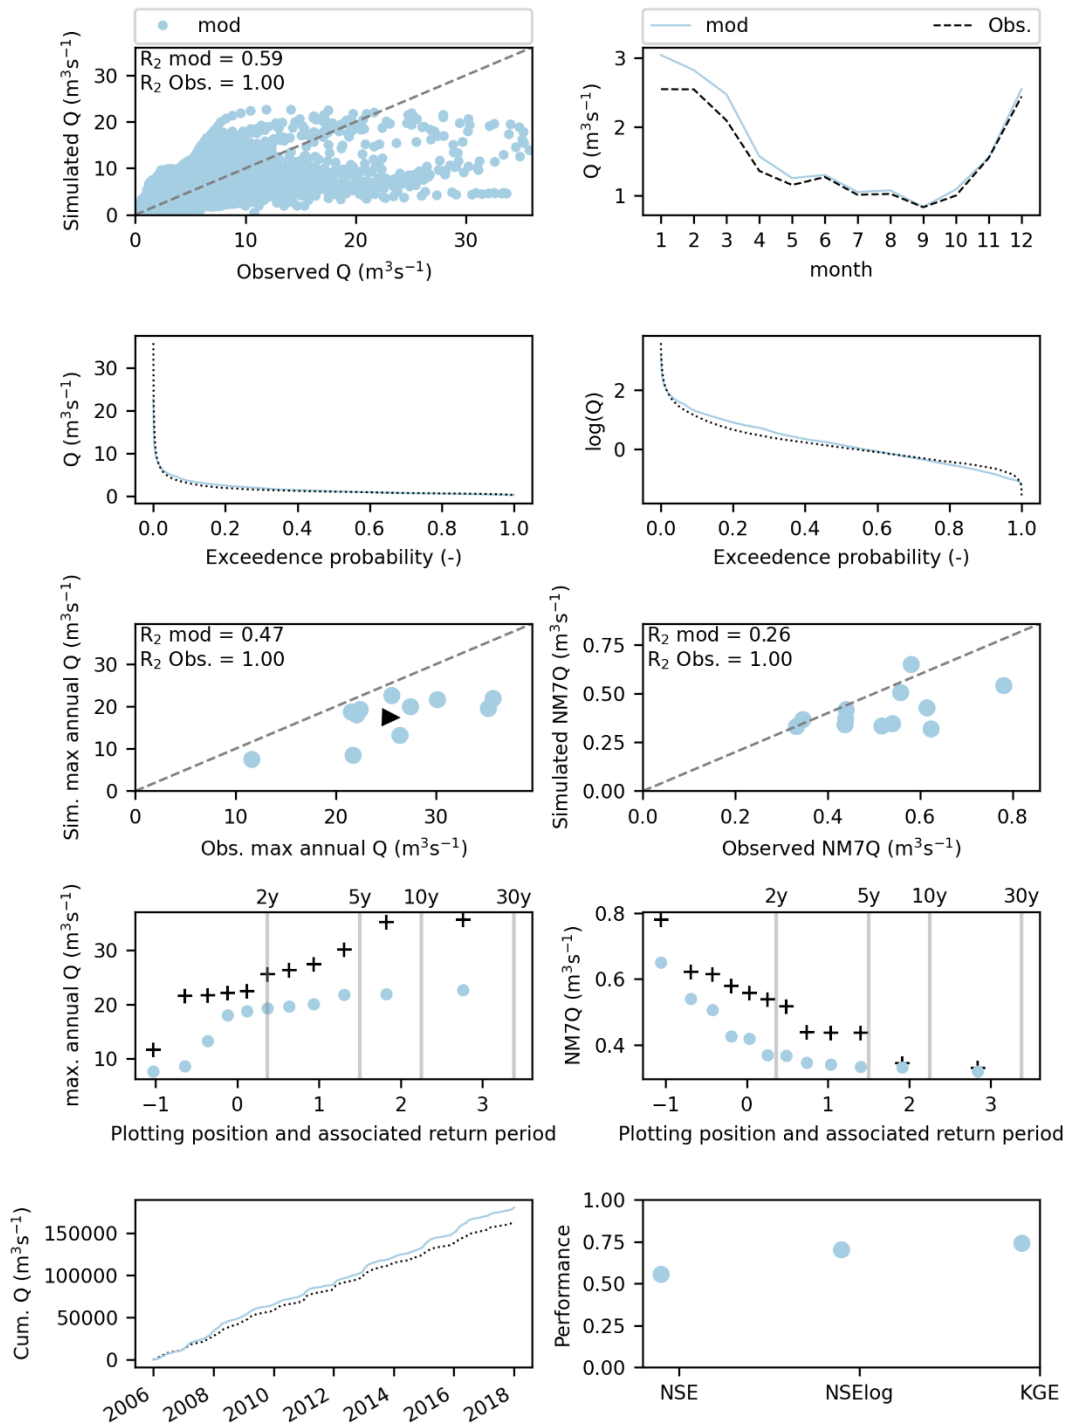 mod
mod Obs.
R₂ mod = 0.59
R₂ Obs. = 1.00
Simulated Q (m³s⁻¹)
30
20
10
0
0 10 20 30
Observed Q (m³s⁻¹)
Q (m³s⁻¹)
3
2
1
1 2 3 4 5 6 7 8 9 10 11 12
month
Q (m³s⁻¹)
30
20
10
0
0.0 0.2 0.4 0.6 0.8 1.0
Exceedence probability (-)
log(Q)
2
0
0.0 0.2 0.4 0.6 0.8 1.0
Exceedence probability (-)
R₂ mod = 0.47
R₂ Obs. = 1.00
Sim. max annual Q (m³s⁻¹)
30
20
10
0
0 10 20 30
Obs. max annual Q (m³s⁻¹)
R₂ mod = 0.26
R₂ Obs. = 1.00
Simulated NM7Q (m³s⁻¹)
0.75
0.50
0.25
0.00
0.0 0.2 0.4 0.6 0.8
Observed NM7Q (m³s⁻¹)
2y 5y 10y 30y
max. annual Q (m³s⁻¹)
30
20
10
−1 0 1 2 3
Plotting position and associated return period
2y 5y 10y 30y
NM7Q (m³s⁻¹)
0.8
0.6
0.4
−1 0 1 2 3
Plotting position and associated return period
Cum. Q (m³s⁻¹)
150000
100000
50000
0
2006 2008 2010 2012 2014 2016 2018
Performance
1.00
0.75
0.50
0.25
0.00
NSE NSElog KGE